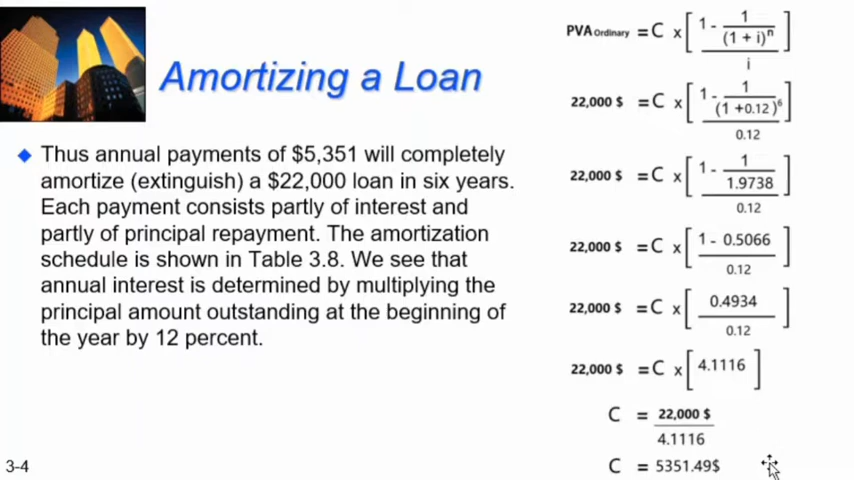 Amortizing a Loan
Thus annual payments of $5,351 will completely
amortize (extinguish) a $22,000 loan in six years.
Each payment consists partly of interest and
partly of principal repayment. The amortization
schedule is shown in Table 3.8. We see that
annual interest is determined by multiplying the
principal amount outstanding at the beginning of
the year by 12 percent.
3-4
PVA Ordinary = C x [ 1 - 1 / (1 + i)^n / i ]
22,000 $ = C x [ 1 - 1 / (1 +0.12 )^6 / 0.12 ]
22,000 $ = C x [ 1 - 1 / 1.9738 / 0.12 ]
22,000 $ = C x [ 1 - 0.5066 / 0.12 ]
22,000 $ = C x [ 0.4934 / 0.12 ]
22,000 $ = C x [ 4.1116 ]
C = 22,000 $ / 4.1116
C = 5351.49$